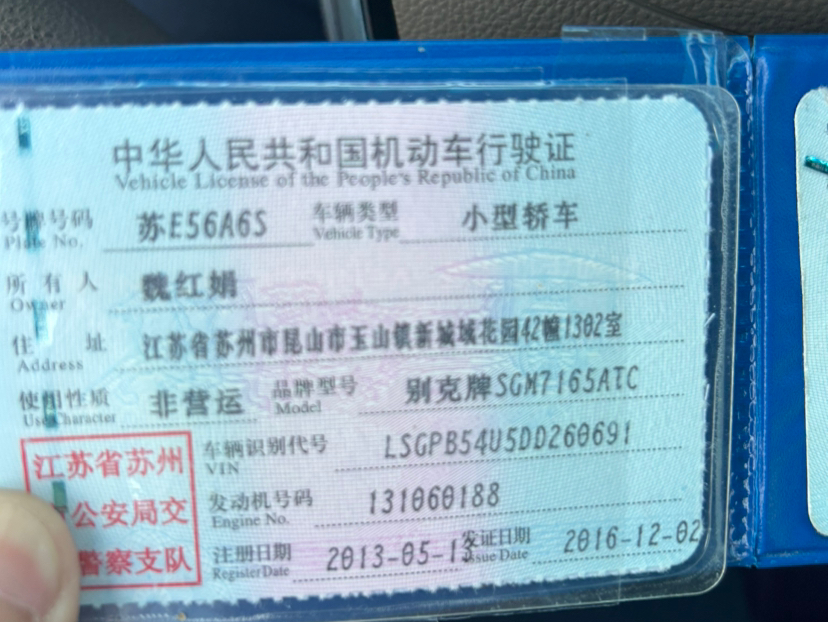 中华人民共和国机动车行驶证
Vehicle License of the People's Republic of China
号牌号码 苏E56A6S 车辆类型 小型轿车
Plate No. Vehicle Type
所有人 魏红娟
Owner
住址 江苏省苏州市昆山市玉山镇新城域花园42幢1302室
Address
使用性质 非营运 品牌型号 别克牌SGM7165ATC
Use Character Model
江苏省苏州 车辆识别代号 LSGPB54U5DD260691
VIN
公安局交 发动机号码 131060188
Engine No.
警察支队 注册日期 2013-05-13 发证日期 2016-12-02
Register Date Issue Date